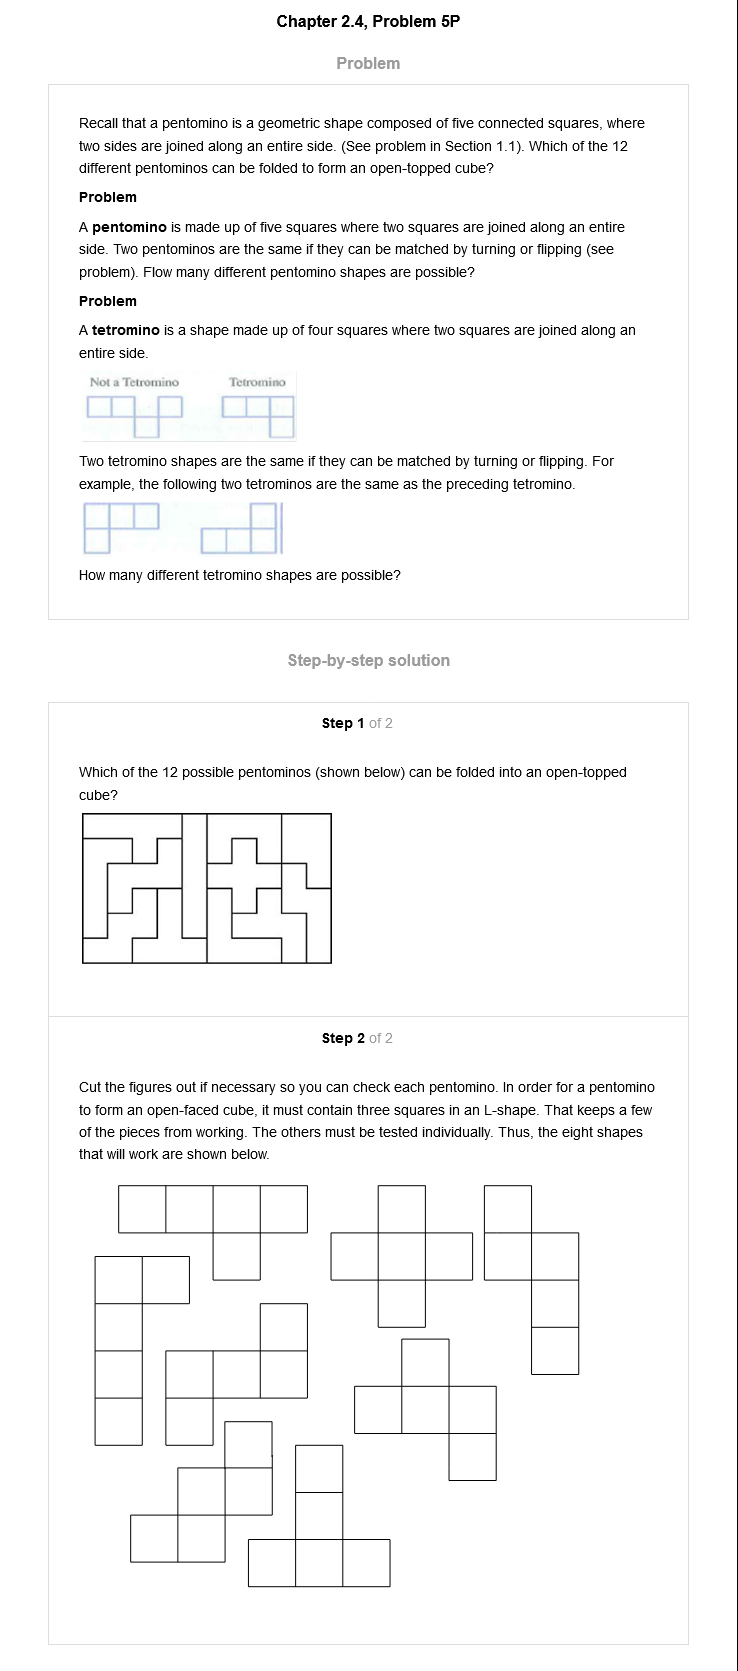 Chapter 2.4, Problem 5P
Problem
Recall that a pentomino is a geometric shape composed of five connected squares, where
two sides are joined along an entire side. (See problem in Section 1.1). Which of the 12
different pentominos can be folded to form an open-topped cube?
Problem
A pentomino is made up of five squares where two squares are joined along an entire
side. Two pentominos are the same if they can be matched by turning or flipping (see
problem). Flow many different pentomino shapes are possible?
Problem
A tetromino is a shape made up of four squares where two squares are joined along an
entire side.
Not a Tetromino Tetromino
Two tetromino shapes are the same if they can be matched by turning or flipping. For
example, the following two tetrominos are the same as the preceding tetromino.
How many different tetromino shapes are possible?
Step-by-step solution
Step 1 of 2
Which of the 12 possible pentominos (shown below) can be folded into an open-topped
cube?
Step 2 of 2
Cut the figures out if necessary so you can check each pentomino. In order for a pentomino
to form an open-faced cube, it must contain three squares in an L-shape. That keeps a few
of the pieces from working. The others must be tested individually. Thus, the eight shapes
that will work are shown below.